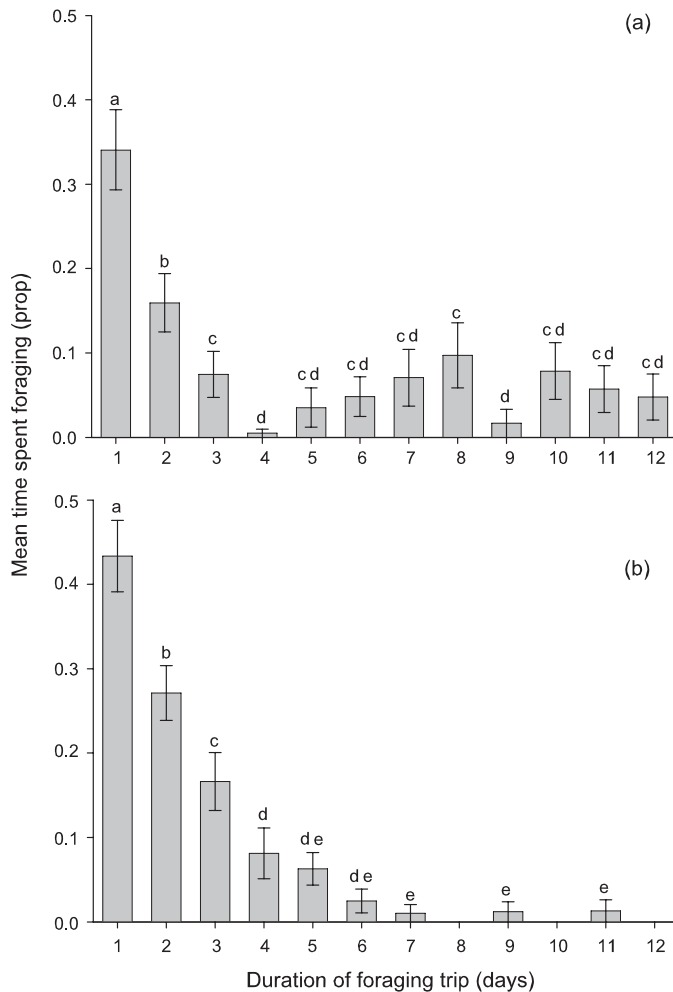 (a)
0.5
0.4
0.3
0.2
0.1
0.0
a
b
c
d
c d
c d
c d
c
d
c d
c d
c d
1 2 3 4 5 6 7 8 9 10 11 12
Mean time spent foraging (prop)
(b)
0.5
0.4
0.3
0.2
0.1
0.0
a
b
c
d
d e
d e
e
e
e
1 2 3 4 5 6 7 8 9 10 11 12
Duration of foraging trip (days)